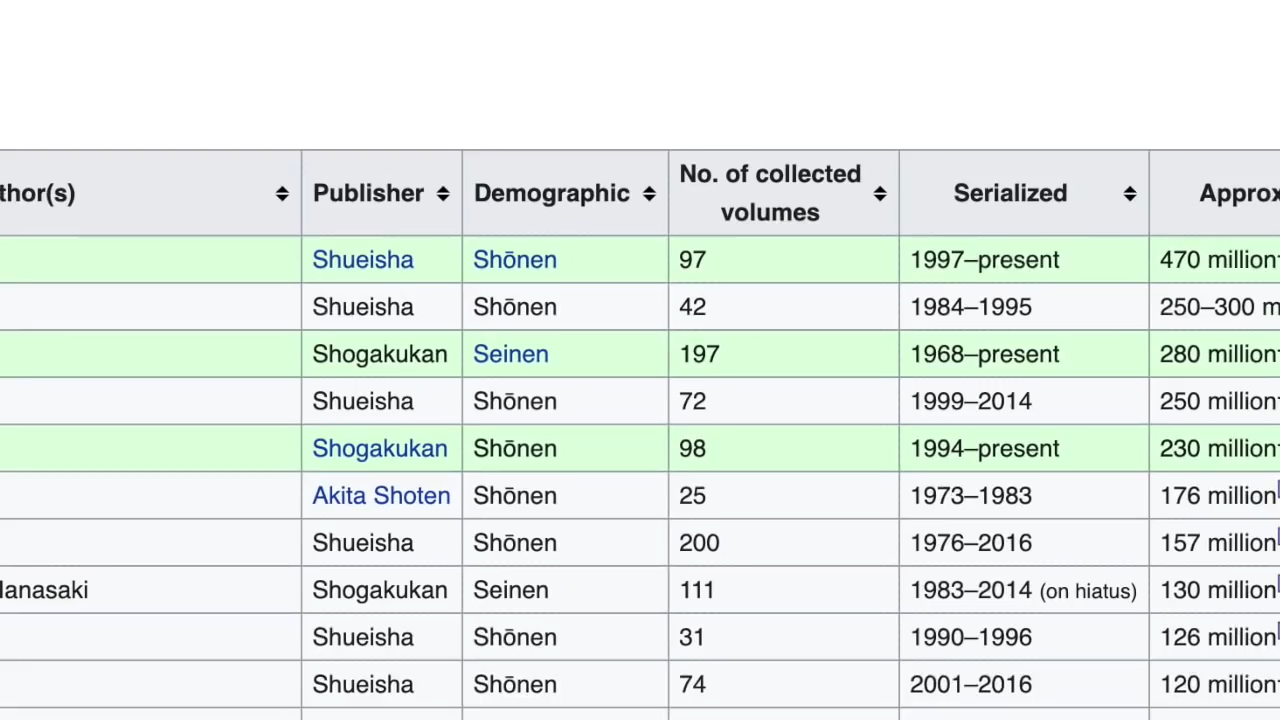 thor(s) Publisher Demographic No. of collected volumes Serialized Approx
Shueisha Shōnen 97 1997–present 470 million
Shueisha Shōnen 42 1984–1995 250–300 m
Shogakukan Seinen 197 1968–present 280 million
Shueisha Shōnen 72 1999–2014 250 million
Shogakukan Shōnen 98 1994–present 230 million
Akita Shoten Shōnen 25 1973–1983 176 million
Shueisha Shōnen 200 1976–2016 157 million
anasaki Shogakukan Seinen 111 1983–2014 (on hiatus) 130 million
Shueisha Shōnen 31 1990–1996 126 million
Shueisha Shōnen 74 2001–2016 120 million